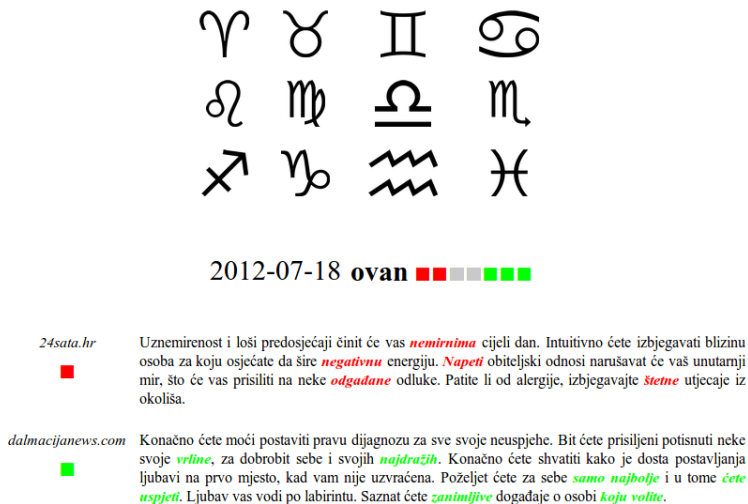 ♈ ♉ ♊ ♋
♌ ♍ ♎ ♏
♐ ♑ ♒ ♓
2012-07-18 ovan
24sata.hr
Uznemirenost i loši predosjećaji činit će vas nemirnima cijeli dan. Intuitivno ćete izbjegavati blizinu
osoba za koju osjećate da šire negativnu energiju. Napeti obiteljski odnosi narušavat će vaš unutarnji
mir, što će vas prisiliti na neke odgađane odluke. Patite li od alergije, izbjegavajte štetne utjecaje iz
okoliša.
dalmacijanews.com
Konačno ćete moći postaviti pravu dijagnozu za sve svoje neuspjehe. Bit ćete prisiljeni potisnuti neke
svoje vrline, za dobrobit sebe i svojih najdražih. Konačno ćete shvatiti kako je dosta postavljanja
ljubavi na prvo mjesto, kad vam nije uzvraćena. Poželjet ćete za sebe samo najbolje i u tome ćete
uspjeti. Ljubav vas vodi po labirintu. Saznat ćete zanimljive događaje o osobi koju volite.